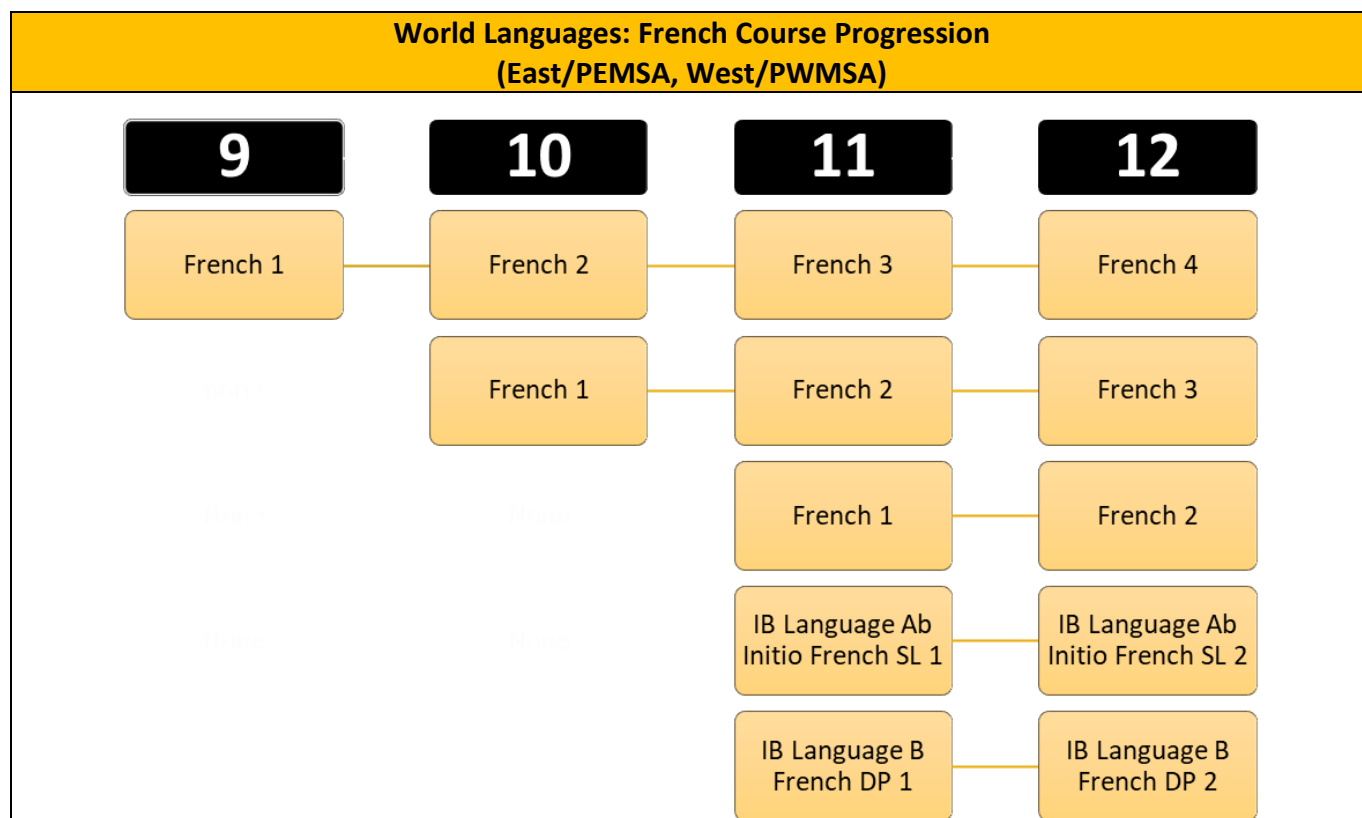 World Languages: French Course Progression
(East/PEMSA, West/PWMSA)
9 10 11 12
French 1 French 2 French 3 French 4
French 1 French 2 French 3
French 1 French 2
IB Language Ab
Initio French SL 1
IB Language Ab
Initio French SL 2
IB Language B
French DP 1
IB Language B
French DP 2